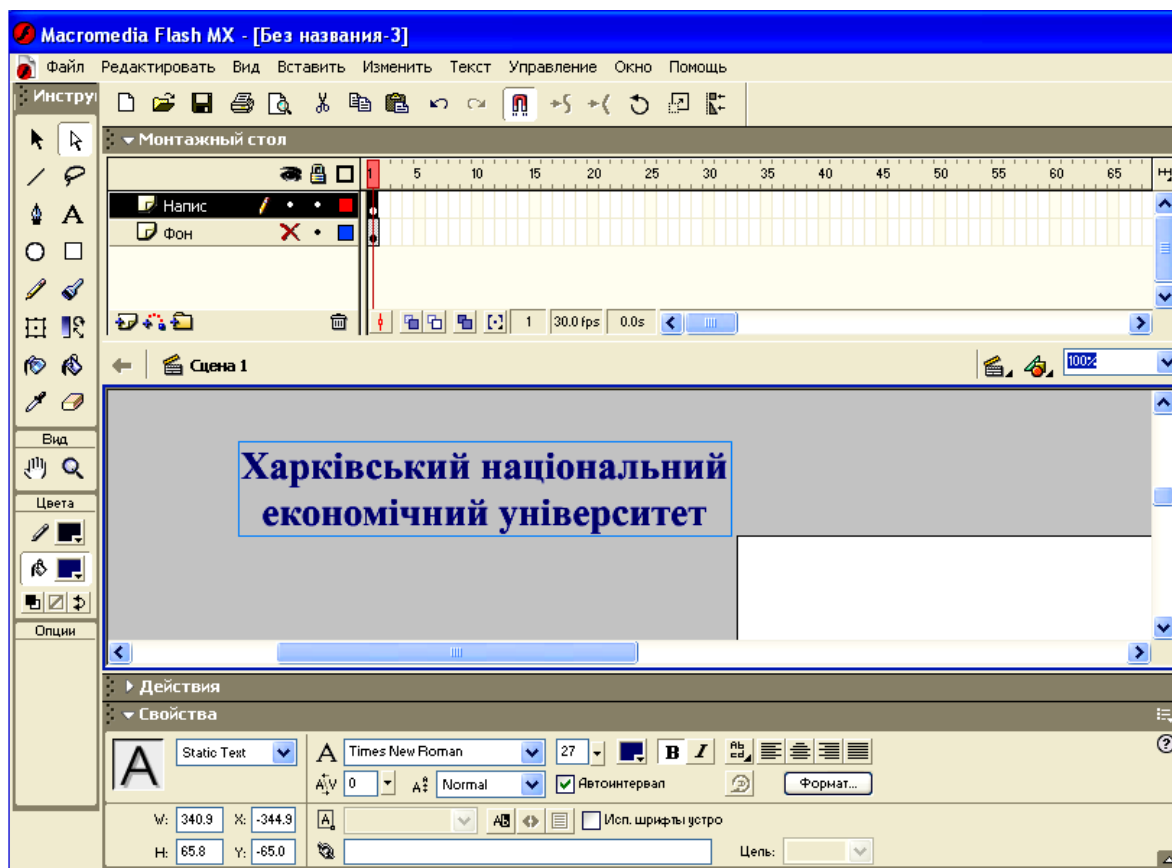 Macromedia Flash MX - [Без названия-3]
Файл Редактировать Вид Вставить Изменить Текст Управление Окно Помощь
Инстру
Монтажный стол
1 5 10 15 20 25 30 35 40 45 50 55 60 65
Напис
Фон
1 30.0 fps 0.0s
Сцена 1 100%
Вид
Цвета
Опции
Харківський національний
економічний університет
Действия
Свойства
A Static Text A Times New Roman 27 B I
A V 0 Normal Автоинтервал Формат...
W: 340.9 X: -344.9 Исп. шрифты устро
H: 65.8 Y: -65.0 Цель: